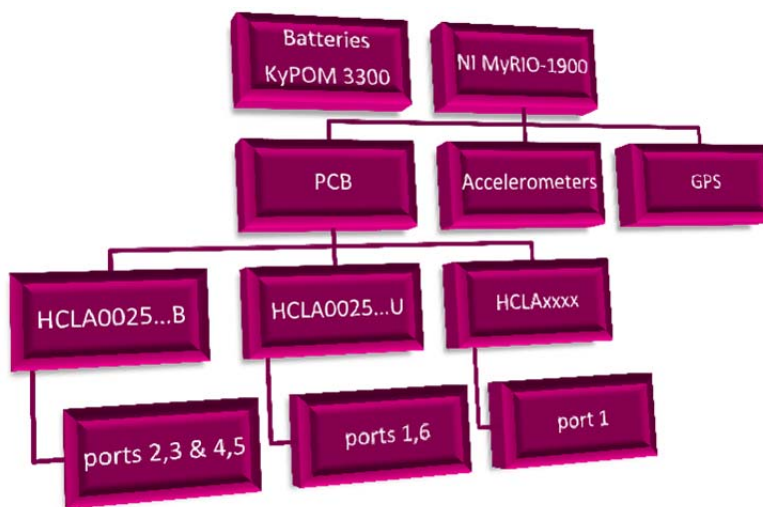 Batteries
KyPOM 3300
NI MyRIO-1900
PCB
Accelerometers
GPS
HCLA0025...B
HCLA0025...U
HCLAxxxx
ports 2,3 & 4,5
ports 1,6
port 1